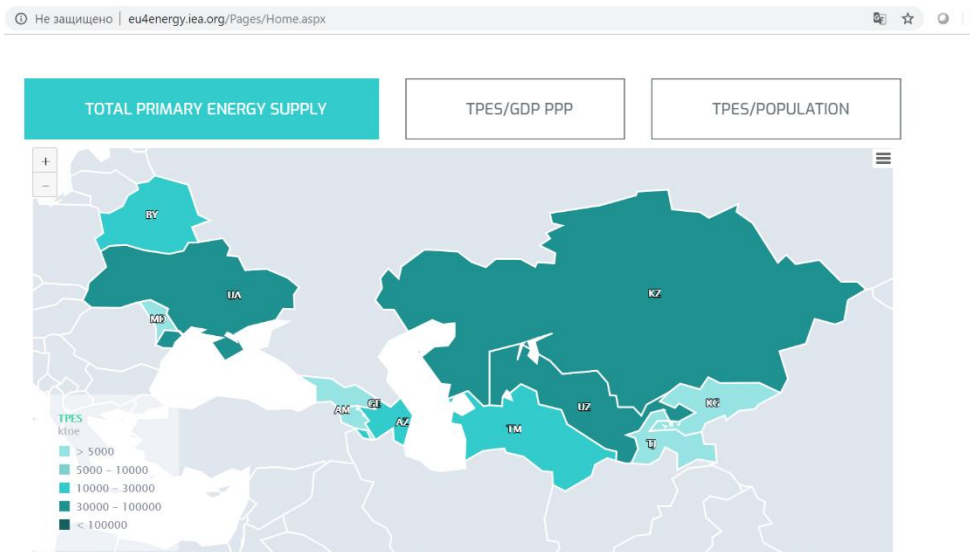 Не защищено | eu4energy.iea.org/Pages/Home.aspx
TOTAL PRIMARY ENERGY SUPPLY
TPES/GDP PPP
TPES/POPULATION
+
−
BY
UA
MD
KZ
GE
AM
AZ
UZ
TM
KG
TJ
TPES
ktoe
> 5000
5000 – 10000
10000 – 30000
30000 – 100000
< 100000